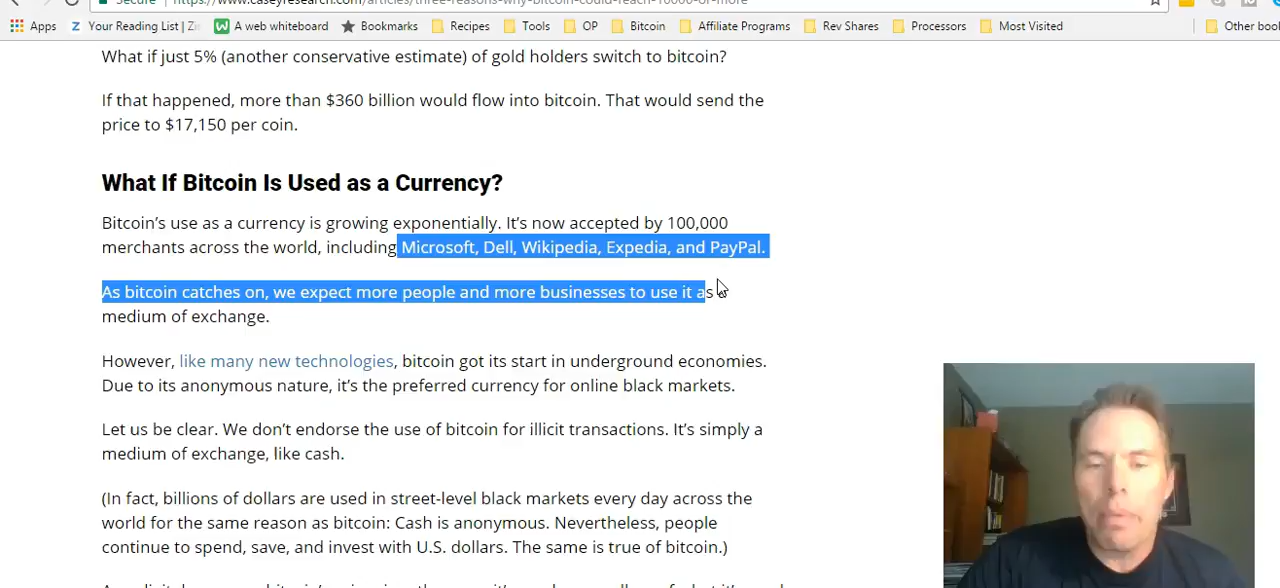 Secure https://www.caseyresearch.com/articles/three-reasons-why-bitcoin-could-reach-10000-or-more
Apps Your Reading List | A web whiteboard Bookmarks Recipes Tools OP Bitcoin Affiliate Programs Rev Shares Processors Most Visited Other
What if just 5% (another conservative estimate) of gold holders switch to bitcoin?
If that happened, more than $360 billion would flow into bitcoin. That would send the
price to $17,150 per coin.
What If Bitcoin Is Used as a Currency?
Bitcoin’s use as a currency is growing exponentially. It’s now accepted by 100,000
merchants across the world, including Microsoft, Dell, Wikipedia, Expedia, and PayPal.
As bitcoin catches on, we expect more people and more businesses to use it as
medium of exchange.
However, like many new technologies, bitcoin got its start in underground economies.
Due to its anonymous nature, it’s the preferred currency for online black markets.
Let us be clear. We don’t endorse the use of bitcoin for illicit transactions. It’s simply a
medium of exchange, like cash.
(In fact, billions of dollars are used in street-level black markets every day across the
world for the same reason as bitcoin: Cash is anonymous. Nevertheless, people
continue to spend, save, and invest with U.S. dollars. The same is true of bitcoin.)